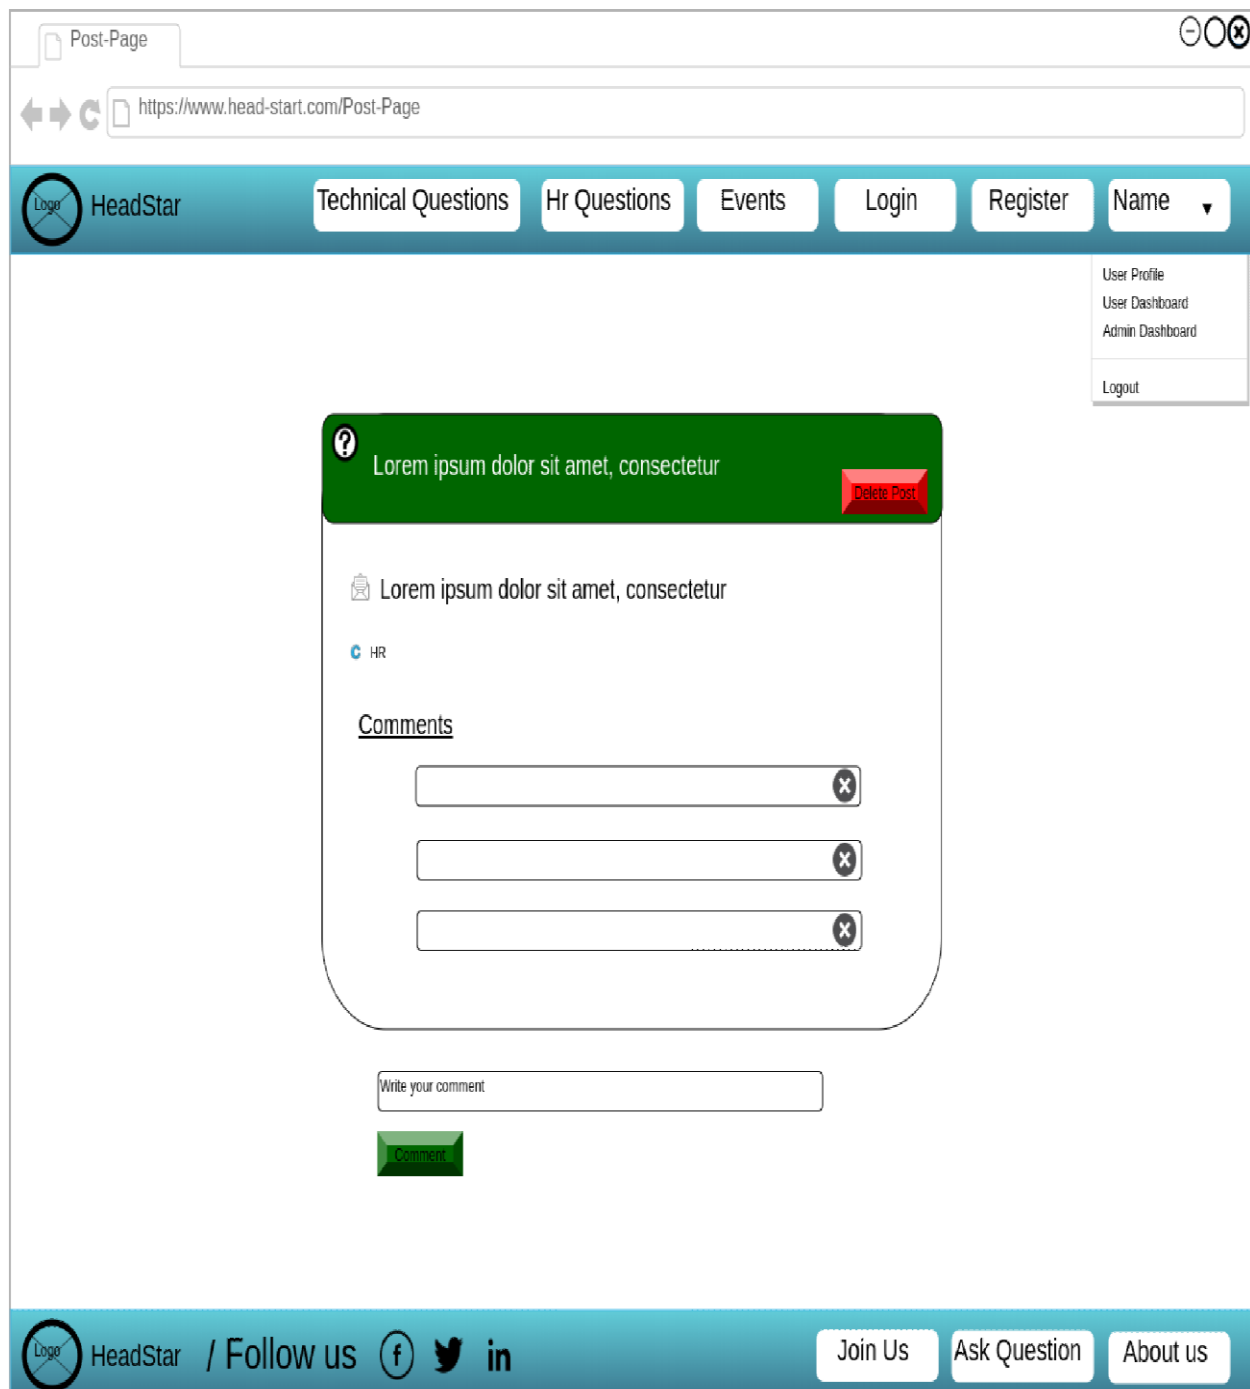 Post-Page
https://www.head-start.com/Post-Page
Logo
HeadStar
Technical Questions
Hr Questions
Events
Login
Register
Name
User Profile
User Dashboard
Admin Dashboard
Logout
?
Lorem ipsum dolor sit amet, consectetur
Delete Post
Lorem ipsum dolor sit amet, consectetur
C HR
Comments
Write your comment
Comment
Logo
HeadStar
/ Follow us
f
in
Join Us
Ask Question
About us